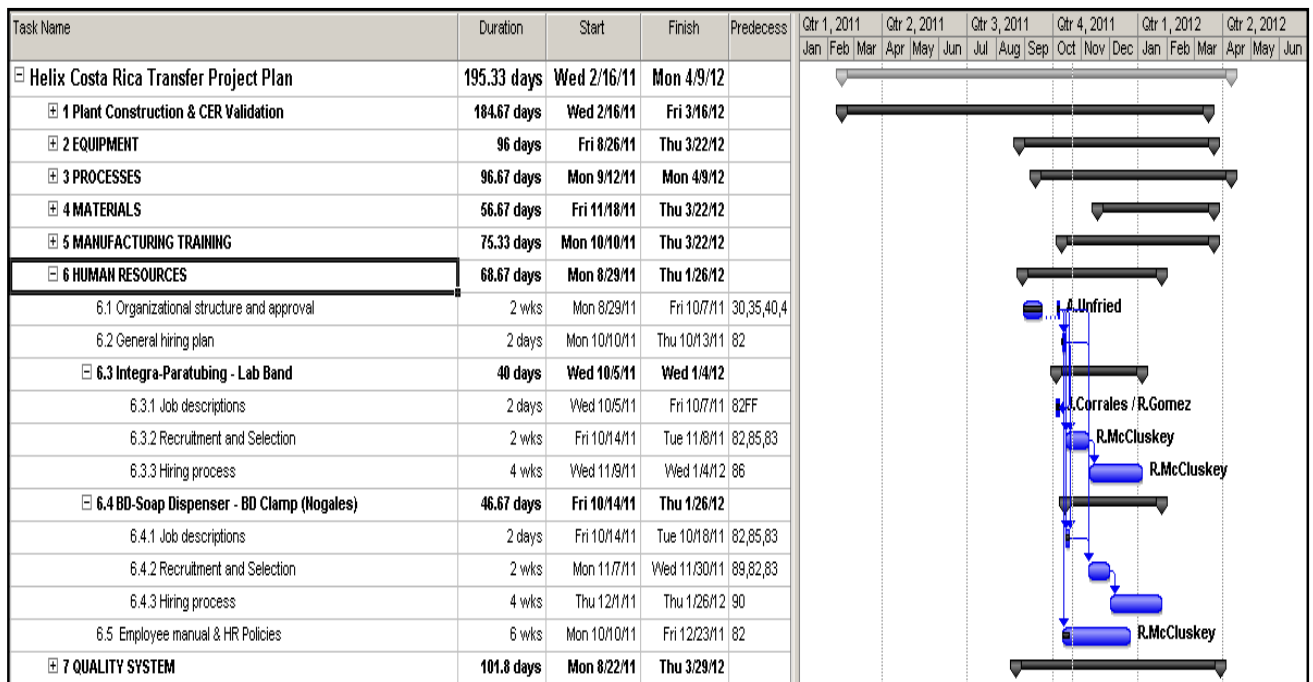 Task Name Duration Start Finish Predecess Qtr 1, 2011 Qtr 2, 2011 Qtr 3, 2011 Qtr 4, 2011 Qtr 1, 2012 Qtr 2, 2012
Jan Feb Mar Apr May Jun Jul Aug Sep Oct Nov Dec Jan Feb Mar Apr May Jun
Helix Costa Rica Transfer Project Plan 195.33 days Wed 2/16/11 Mon 4/9/12
1 Plant Construction & CER Validation 184.67 days Wed 2/16/11 Fri 3/16/12
2 EQUIPMENT 96 days Fri 8/26/11 Thu 3/22/12
3 PROCESSES 96.67 days Mon 9/12/11 Mon 4/9/12
4 MATERIALS 56.67 days Fri 11/18/11 Thu 3/22/12
5 MANUFACTURING TRAINING 75.33 days Mon 10/10/11 Thu 3/22/12
6 HUMAN RESOURCES 68.67 days Mon 8/29/11 Thu 1/26/12
6.1 Organizational structure and approval 2 wks Mon 8/29/11 Fri 10/7/11 30,35,40,4 A.Unfried
6.2 General hiring plan 2 days Mon 10/10/11 Thu 10/13/11 82
6.3 Integra-Paratubing - Lab Band 40 days Wed 10/5/11 Wed 1/4/12
6.3.1 Job descriptions 2 days Wed 10/5/11 Fri 10/7/11 82FF J.Corrales / R.Gomez
6.3.2 Recruitment and Selection 2 wks Fri 10/14/11 Tue 11/8/11 82,85,83 R.McCluskey
6.3.3 Hiring process 4 wks Wed 11/9/11 Wed 1/4/12 86 R.McCluskey
6.4 BD-Soap Dispenser - BD Clamp (Nogales) 46.67 days Fri 10/14/11 Thu 1/26/12
6.4.1 Job descriptions 2 days Fri 10/14/11 Tue 10/18/11 82,85,83
6.4.2 Recruitment and Selection 2 wks Mon 11/7/11 Wed 11/30/11 89,82,83
6.4.3 Hiring process 4 wks Thu 12/1/11 Thu 1/26/12 90
6.5 Employee manual & HR Policies 6 wks Mon 10/10/11 Fri 12/23/11 82 R.McCluskey
7 QUALITY SYSTEM 101.8 days Mon 8/22/11 Thu 3/29/12